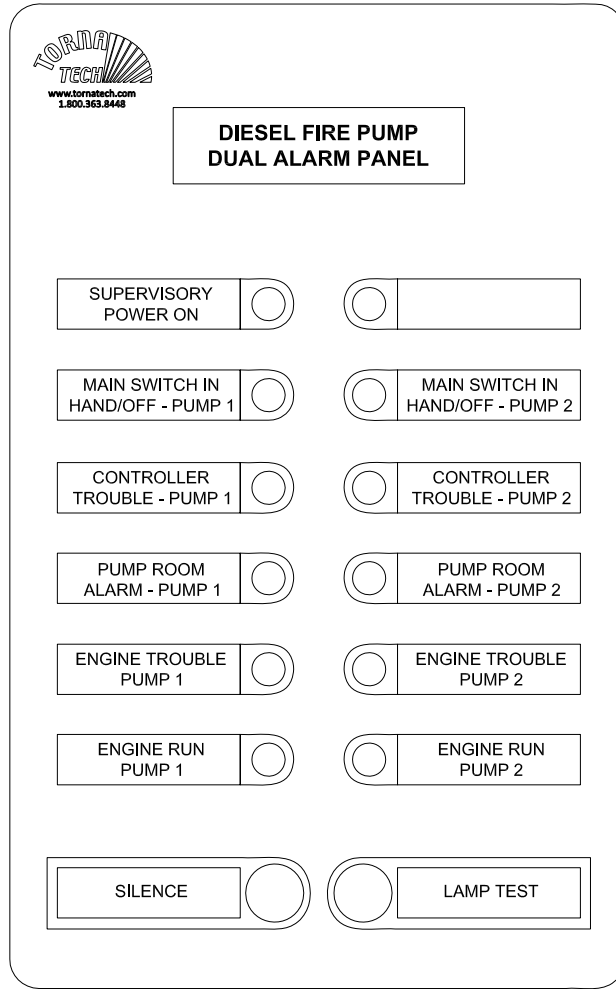 TORNA
TECH
www.tornatech.com
1.800.363.8448
DIESEL FIRE PUMP
DUAL ALARM PANEL
SUPERVISORY
POWER ON
MAIN SWITCH IN
HAND/OFF - PUMP 1
MAIN SWITCH IN
HAND/OFF - PUMP 2
CONTROLLER
TROUBLE - PUMP 1
CONTROLLER
TROUBLE - PUMP 2
PUMP ROOM
ALARM - PUMP 1
PUMP ROOM
ALARM - PUMP 2
ENGINE TROUBLE
PUMP 1
ENGINE TROUBLE
PUMP 2
ENGINE RUN
PUMP 1
ENGINE RUN
PUMP 2
SILENCE
LAMP TEST